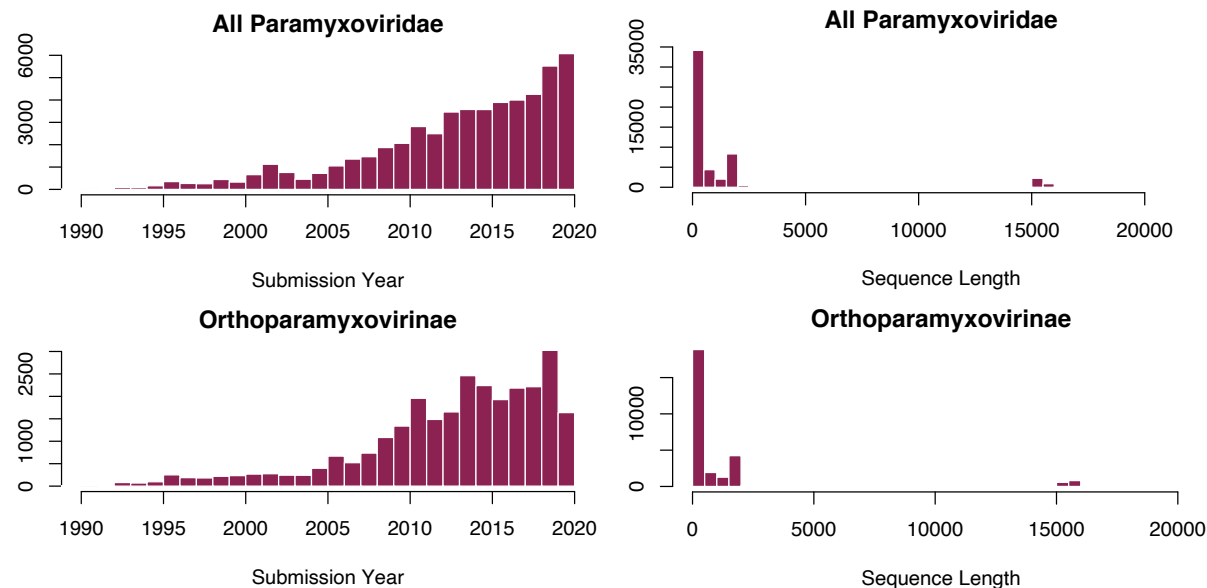 All Paramyxoviridae
6000
3000
0
1990 1995 2000 2005 2010 2015 2020
Submission Year
All Paramyxoviridae
35000
15000
0
0 5000 10000 15000 20000
Sequence Length
Orthoparamyxovirinae
2500
1000
0
1990 1995 2000 2005 2010 2015 2020
Submission Year
Orthoparamyxovirinae
10000
0
0 5000 10000 15000 20000
Sequence Length